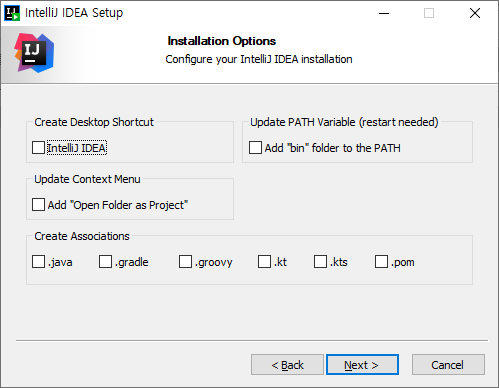 IntelliJ IDEA Setup
IJ
Installation Options
Configure your IntelliJ IDEA installation
Create Desktop Shortcut
IntelliJ IDEA
Update PATH Variable (restart needed)
Add "bin" folder to the PATH
Update Context Menu
Add "Open Folder as Project"
Create Associations
.java .gradle .groovy .kt .kts .pom
< Back Next > Cancel